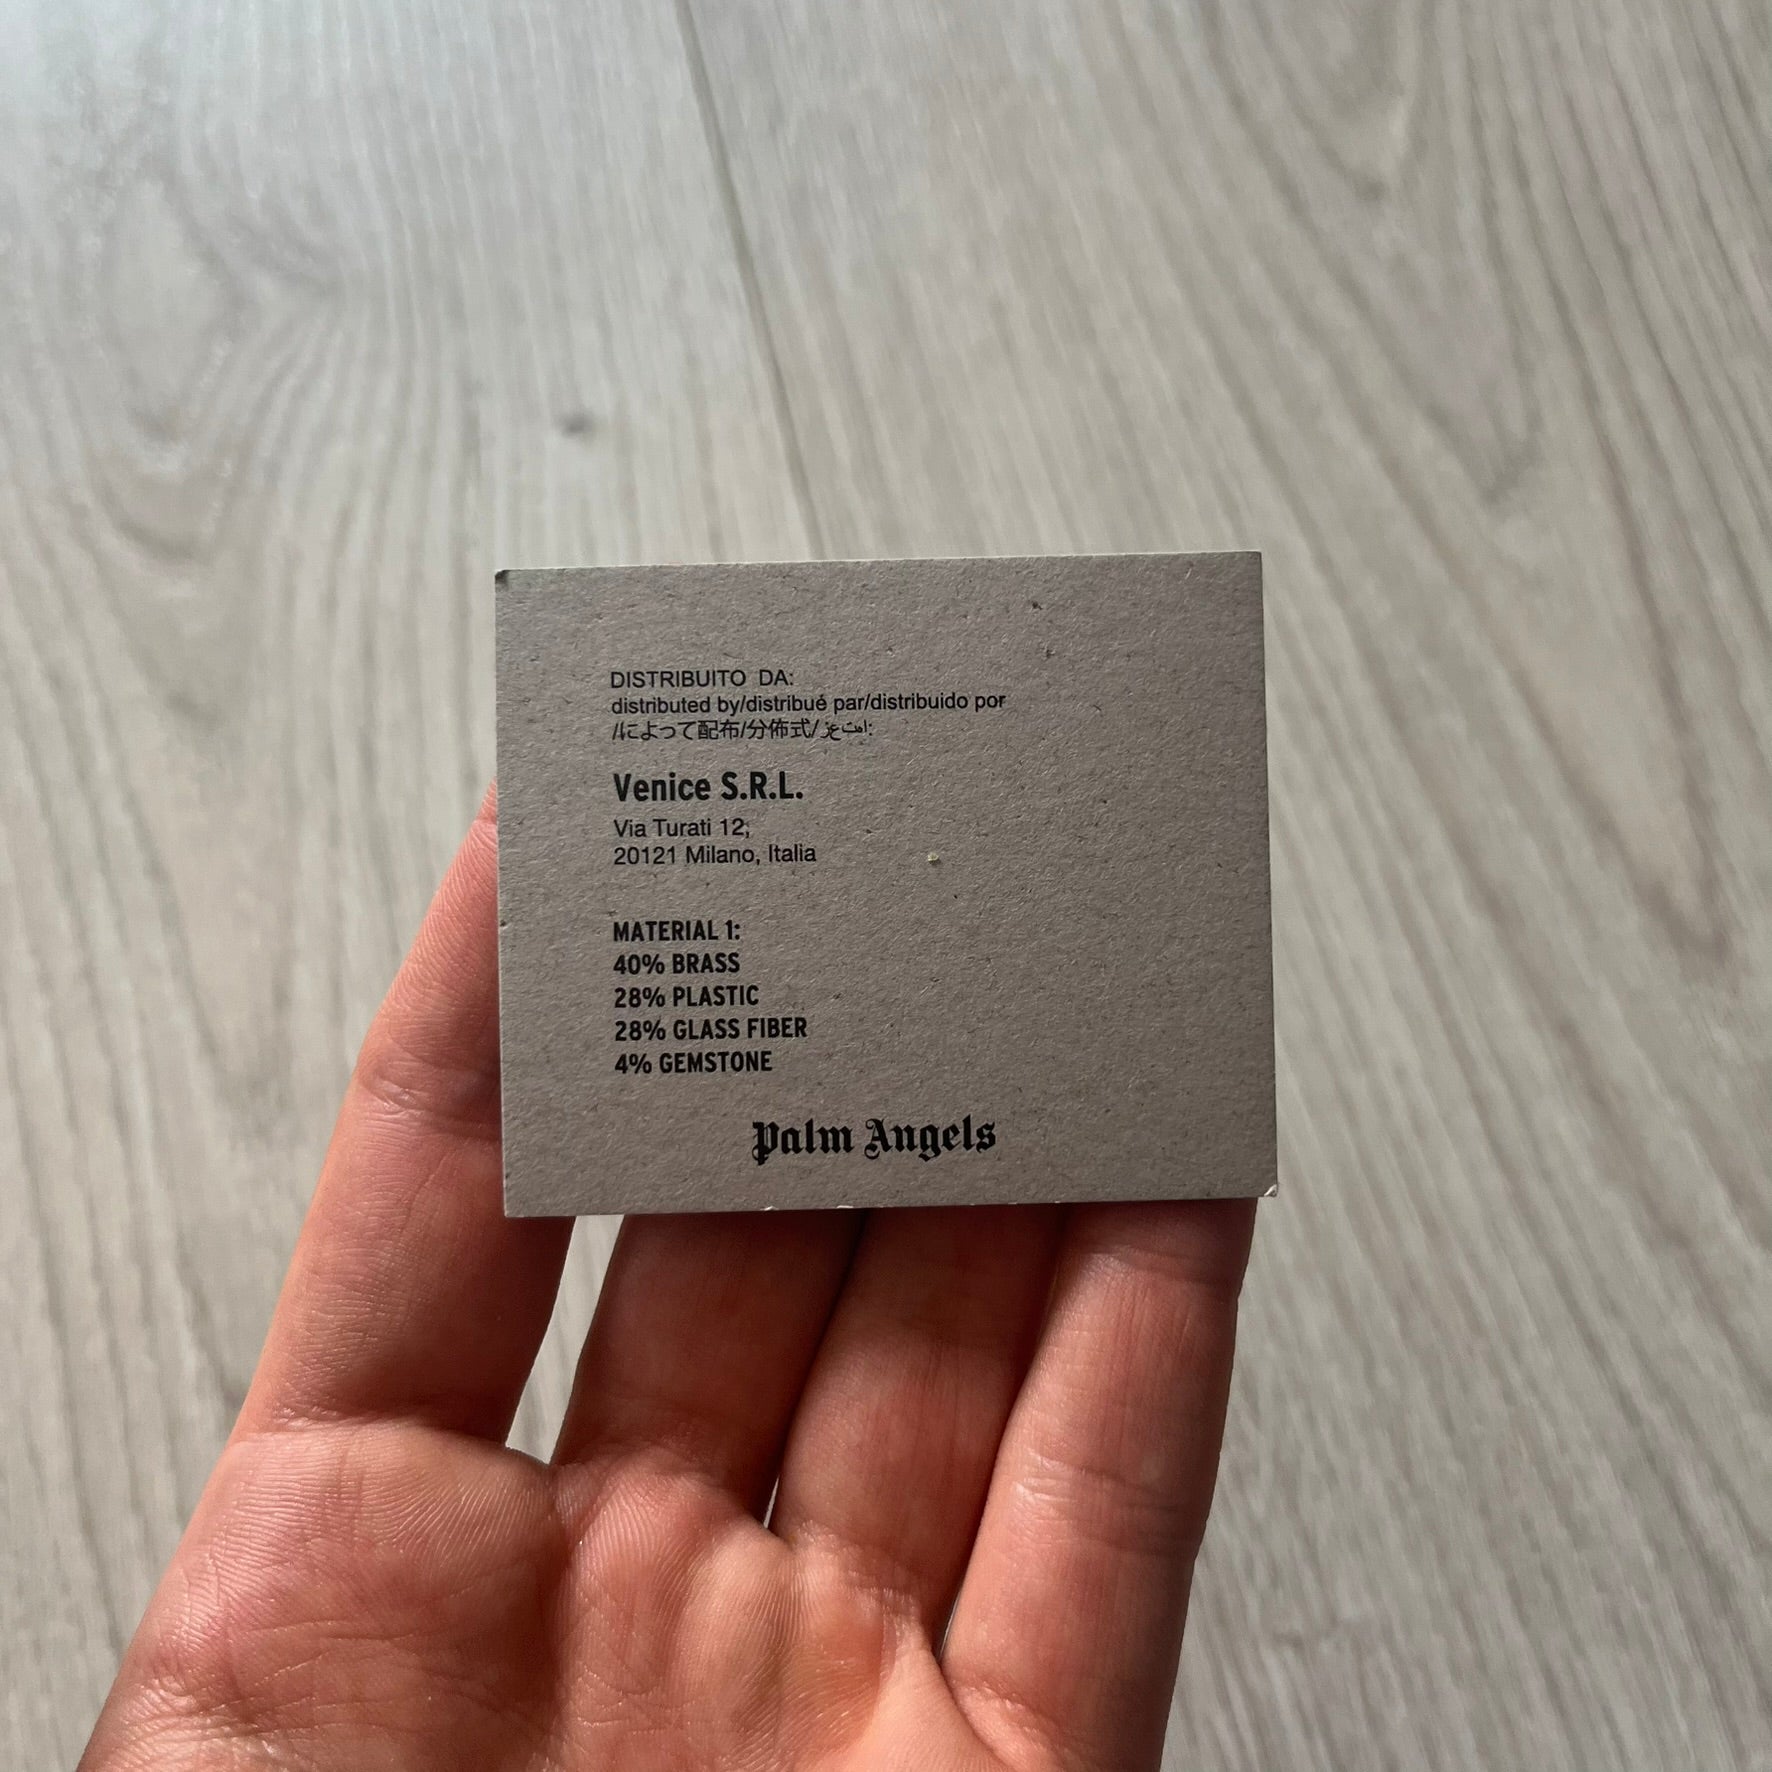 DISTRIBUITO DA:
distributed by/distribué par/distribuido por
/によって配布/分佈式/
Venice S.R.L.
Via Turati 12,
20121 Milano, Italia
MATERIAL 1:
40% BRASS
28% PLASTIC
28% GLASS FIBER
4% GEMSTONE
Palm Angels